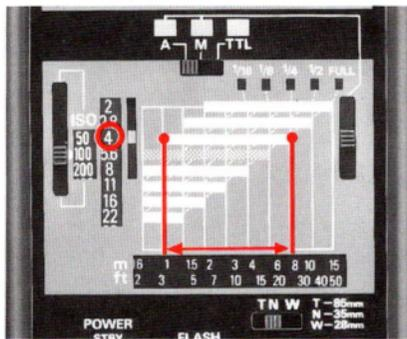 A M TTL
1/16 1/8 1/4 1/2 FULL
ISO
50
100
200
2
2.8
4
5.6
8
11
16
22
m .6 1 1.5 2 3 4 6 8 10 15
ft 2 3 5 7 10 15 20 30 40 50
T N W
T-85mm
N-35mm
W-28mm
POWER
STBY
FLASH